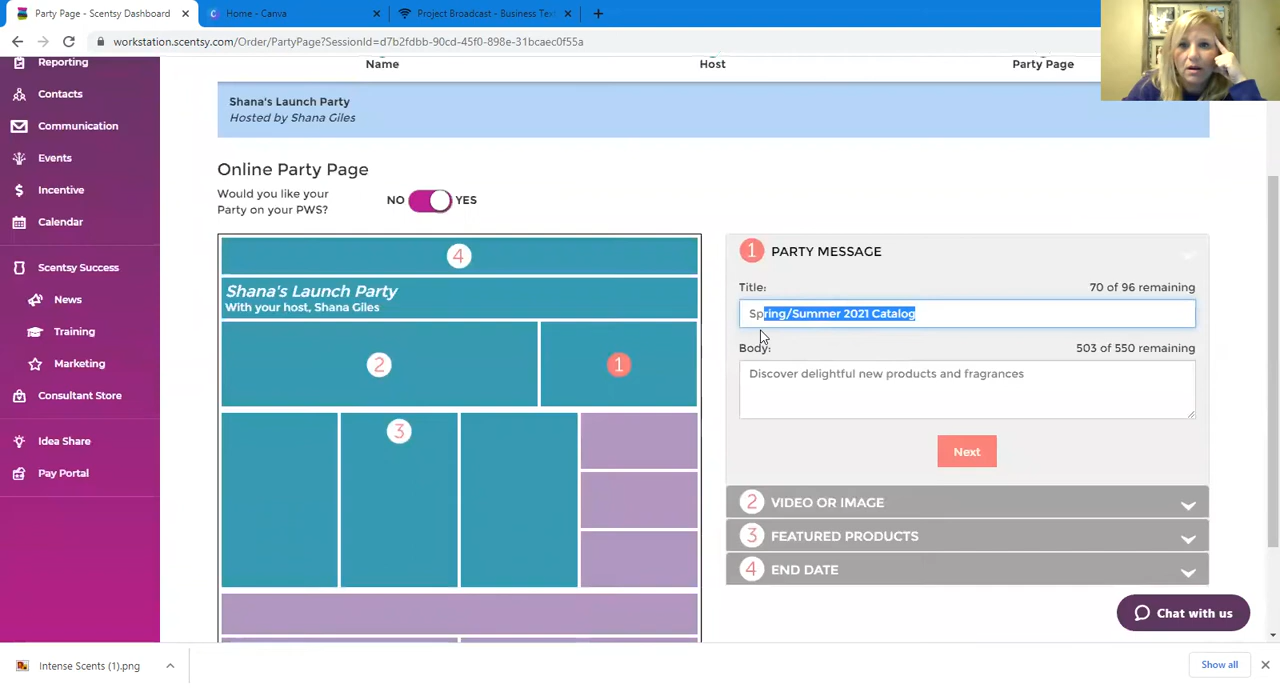 Party Page - Scentsy Dashboard
Home - Canva
Project Broadcast - Business Tex
workstation.scentsy.com/Order/PartyPage?SessionId=d7b2fdbb-90cd-45f0-898e-31bcaec0f55a
Reporting
Contacts
Communication
Events
Incentive
Calendar
Scentsy Success
News
Training
Marketing
Consultant Store
Idea Share
Pay Portal
Name
Host
Party Page
Shana's Launch Party
Hosted by Shana Giles
Online Party Page
Would you like your
Party on your PWS?
NO
YES
4
Shana's Launch Party
With your host, Shana Giles
2
1
3
1 PARTY MESSAGE
Title:
70 of 96 remaining
Spring/Summer 2021 Catalog
Body:
503 of 550 remaining
Discover delightful new products and fragrances
Next
2 VIDEO OR IMAGE
3 FEATURED PRODUCTS
4 END DATE
Chat with us
Intense Scents (1).png
Show all